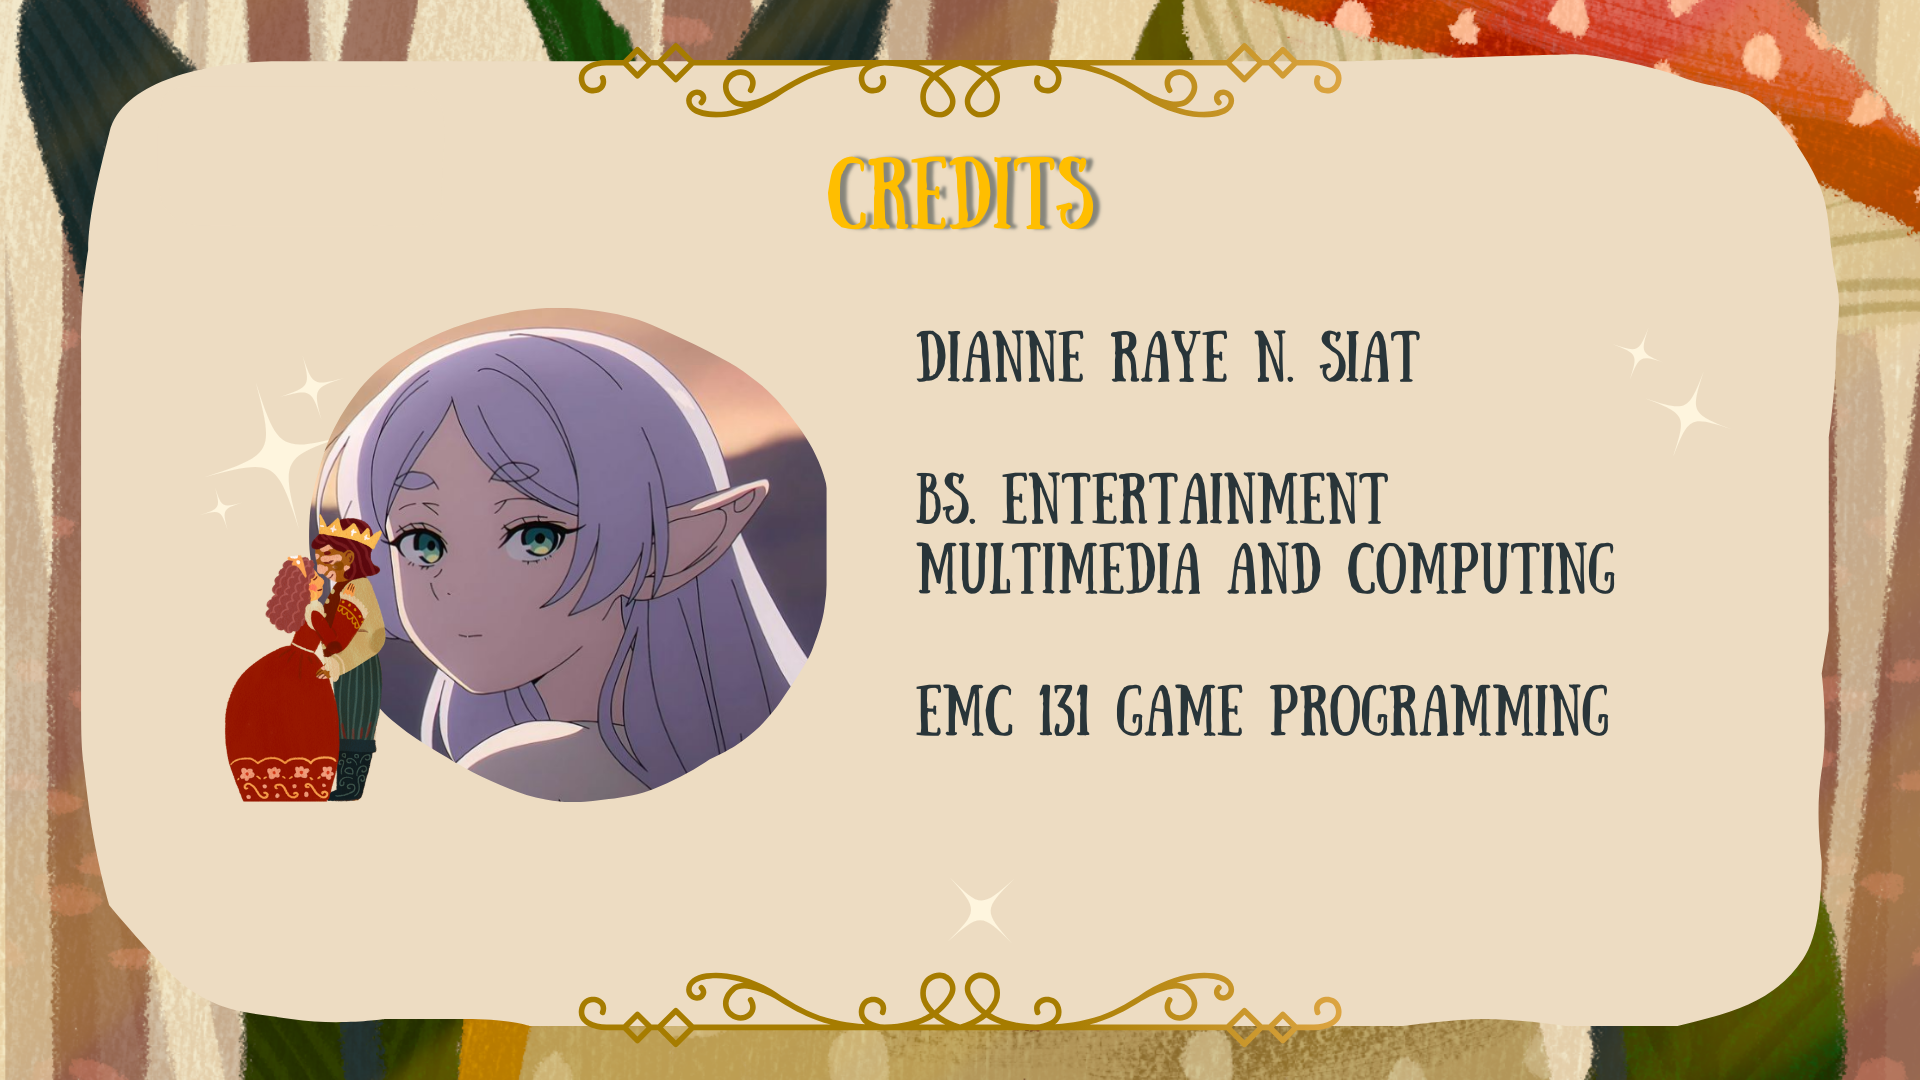 CREDITS
DIANNE RAYE N. SIAT
BS. ENTERTAINMENT
MULTIMEDIA AND COMPUTING
EMC 131 GAME PROGRAMMING